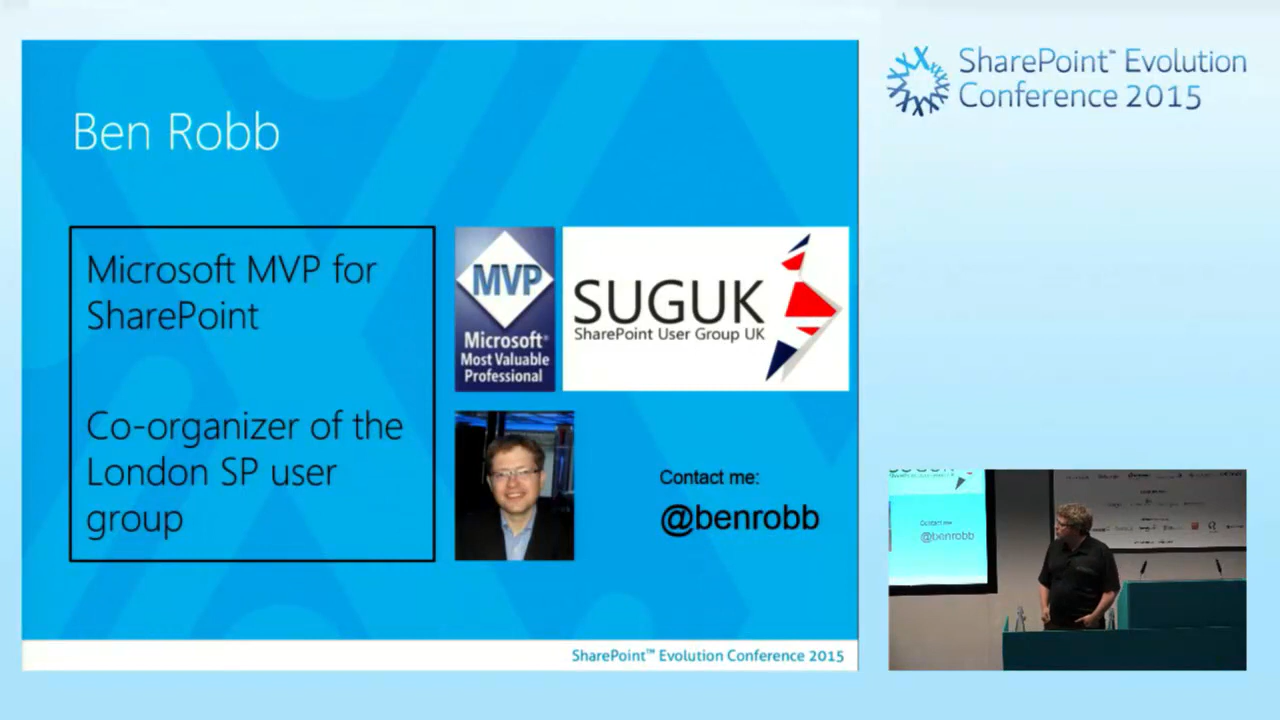 SharePoint™ Evolution
Conference 2015
Ben Robb
Microsoft MVP for
SharePoint
Co-organizer of the
London SP user
group
MVP
Microsoft®
Most Valuable
Professional
SUGUK
SharePoint User Group UK
Contact me:
@benrobb
SharePoint™ Evolution Conference 2015
SUGUK
Contact me:
@benrobb